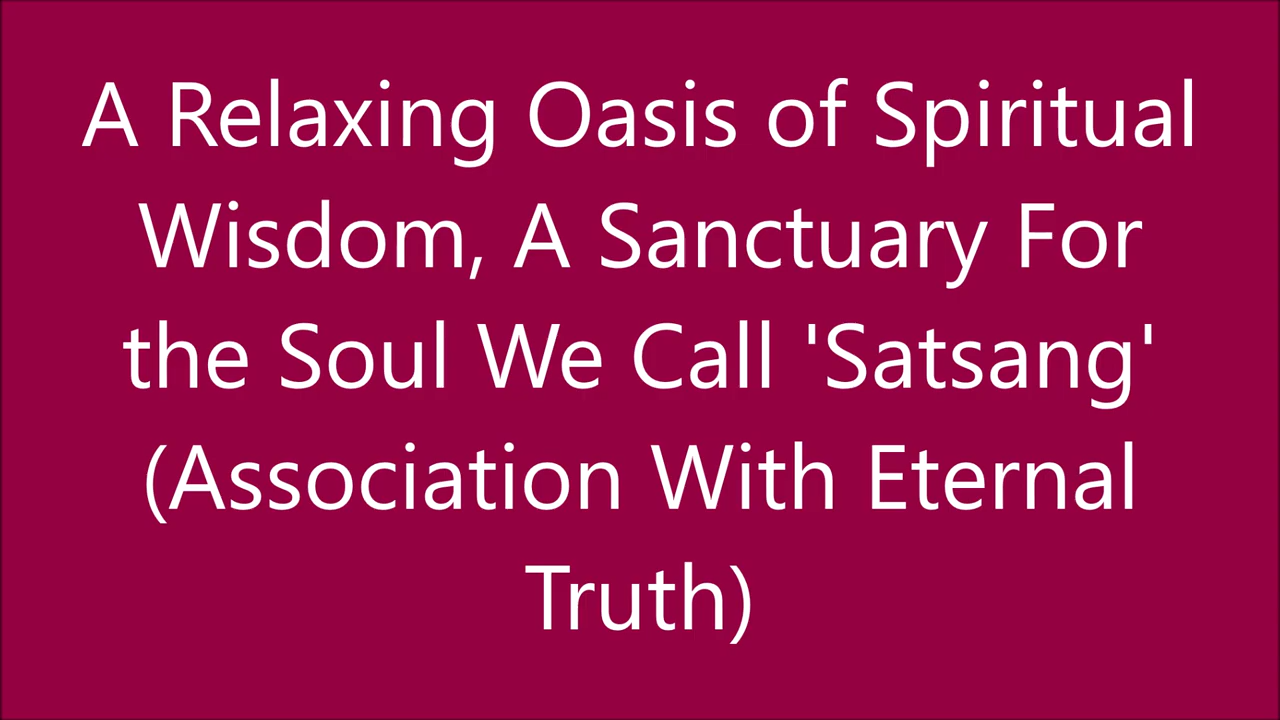 A Relaxing Oasis of Spiritual
Wisdom, A Sanctuary For
the Soul We Call 'Satsang'
(Association With Eternal
Truth)